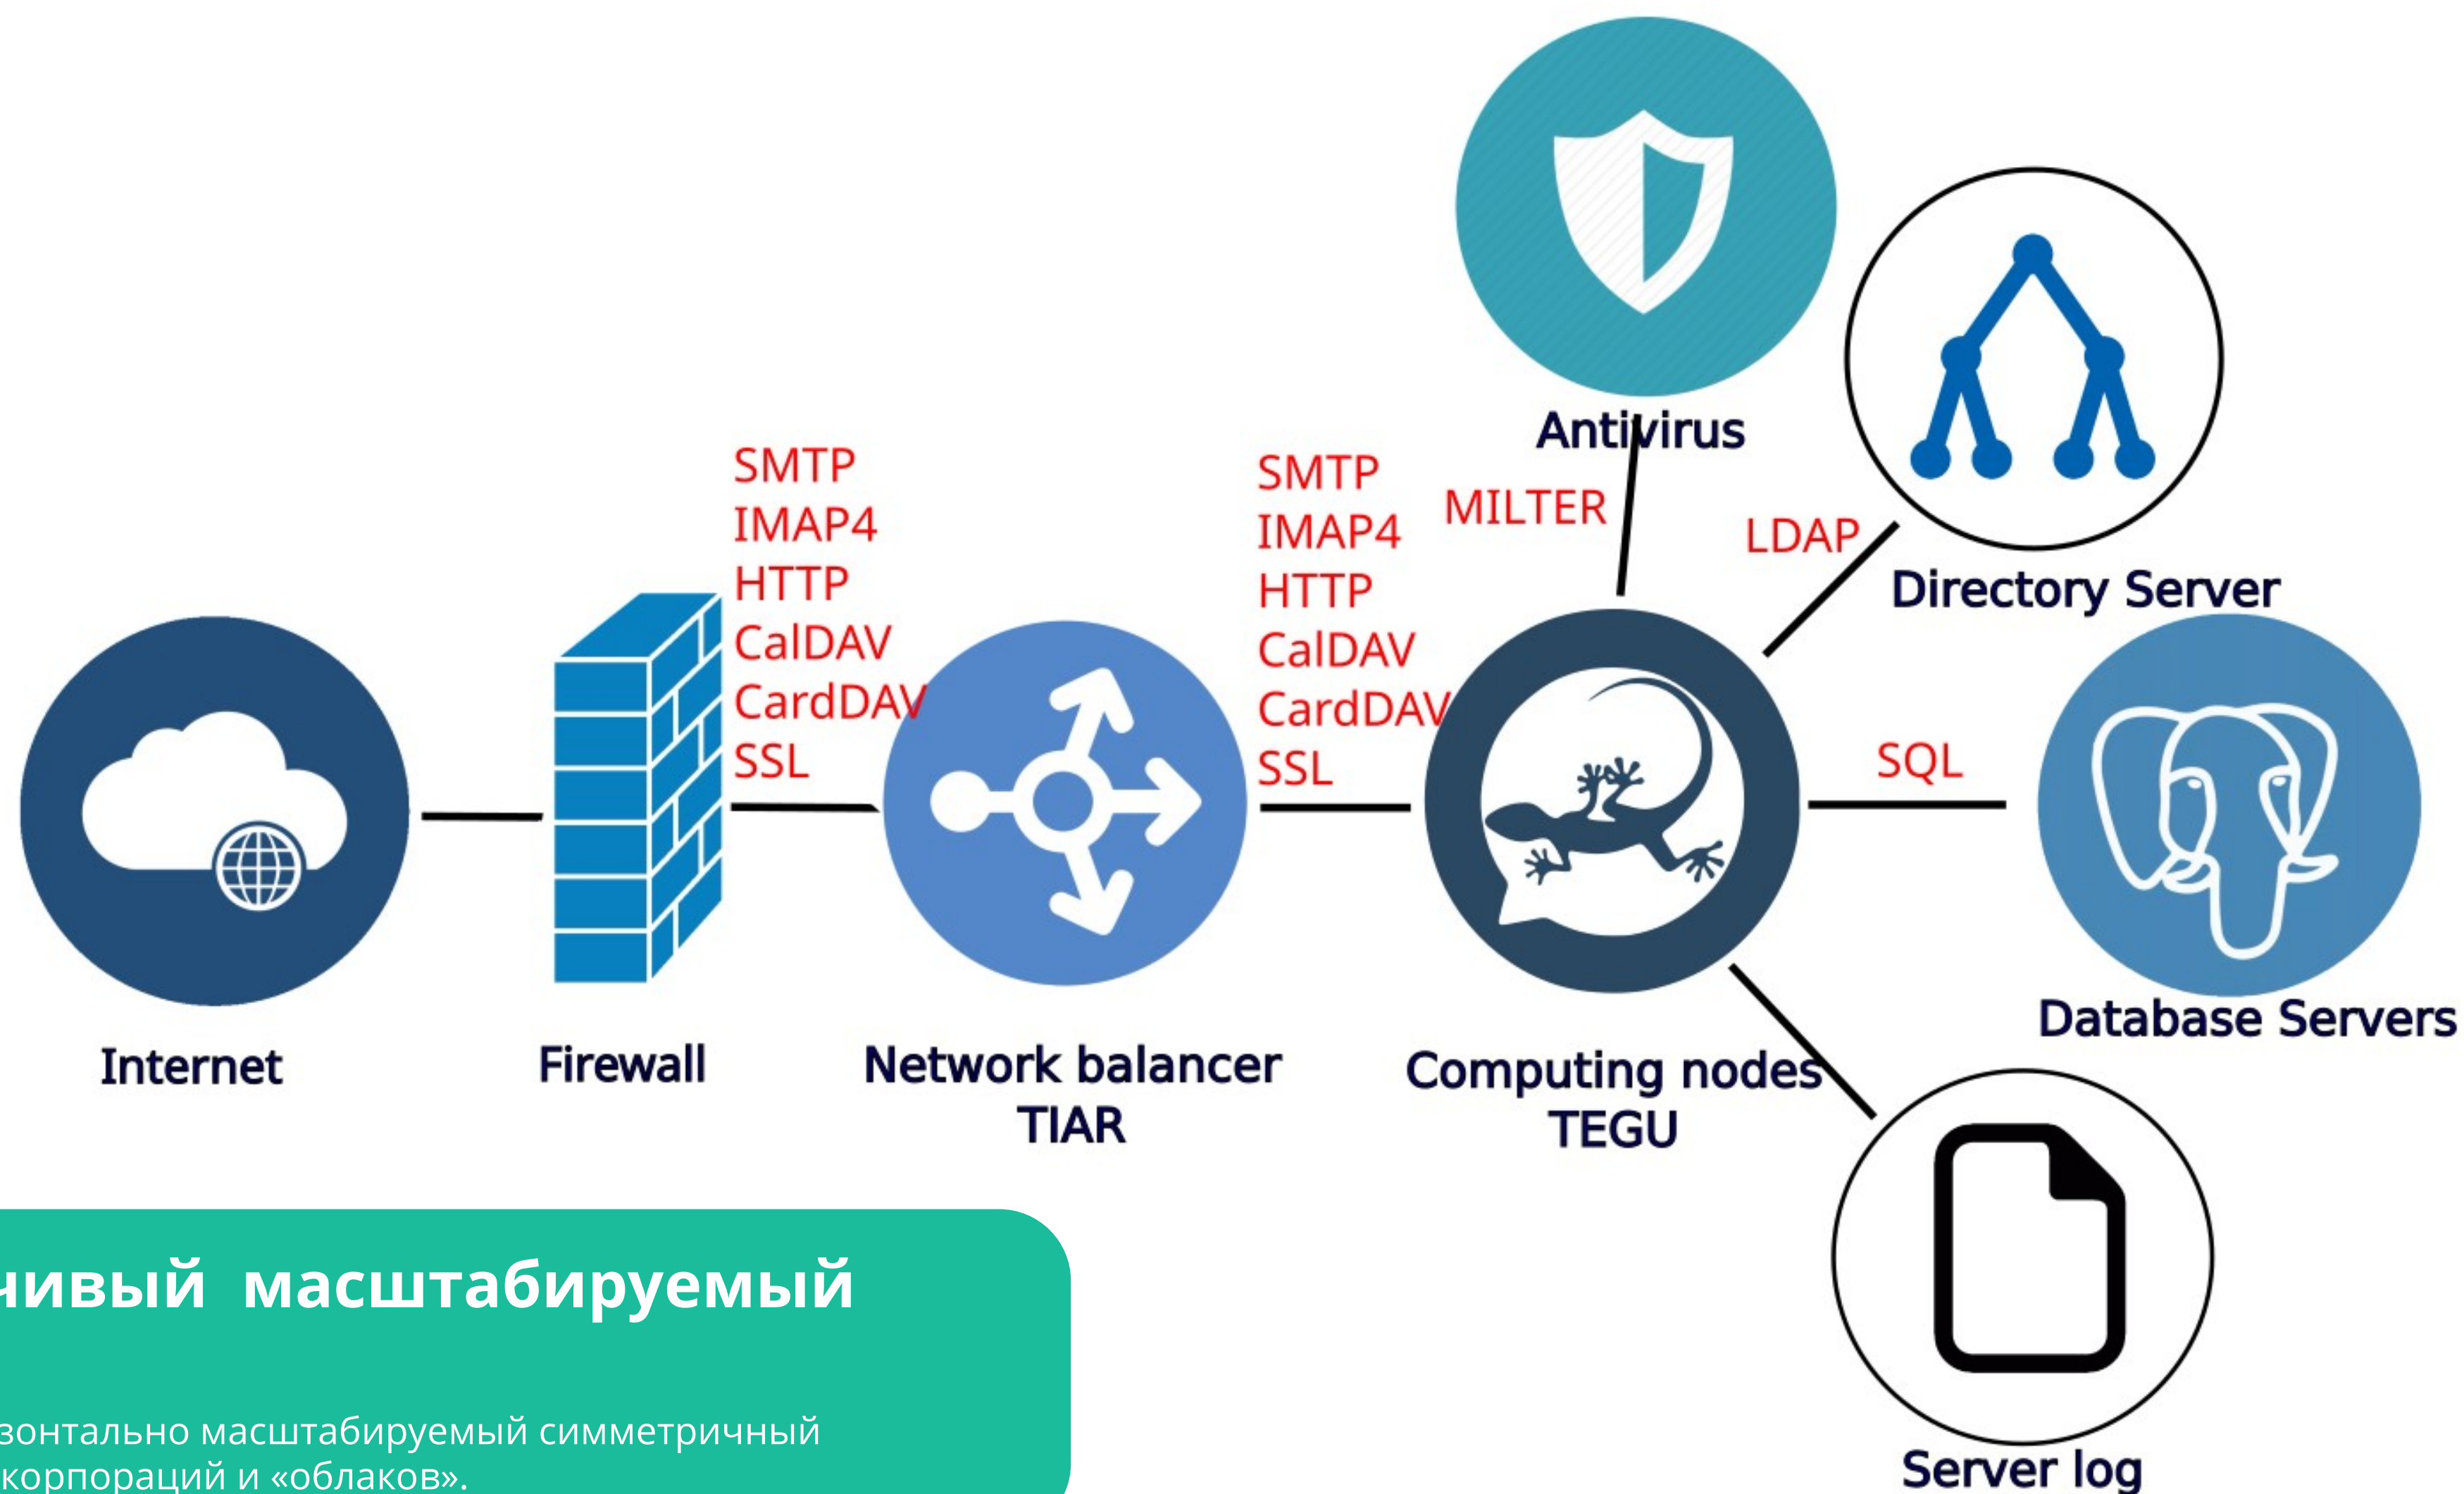 Antivirus
SMTP
IMAP4
HTTP
CalDAV
CardDAV
SSL
SMTP
IMAP4
HTTP
CalDAV
CardDAV
SSL
MILTER
LDAP
Directory Server
SQL
Database Servers
Internet
Firewall
Network balancer
TIAR
Computing nodes
TEGU
масштабируемый
масштабируемый симметричный
корпораций и «облаков».
Server log